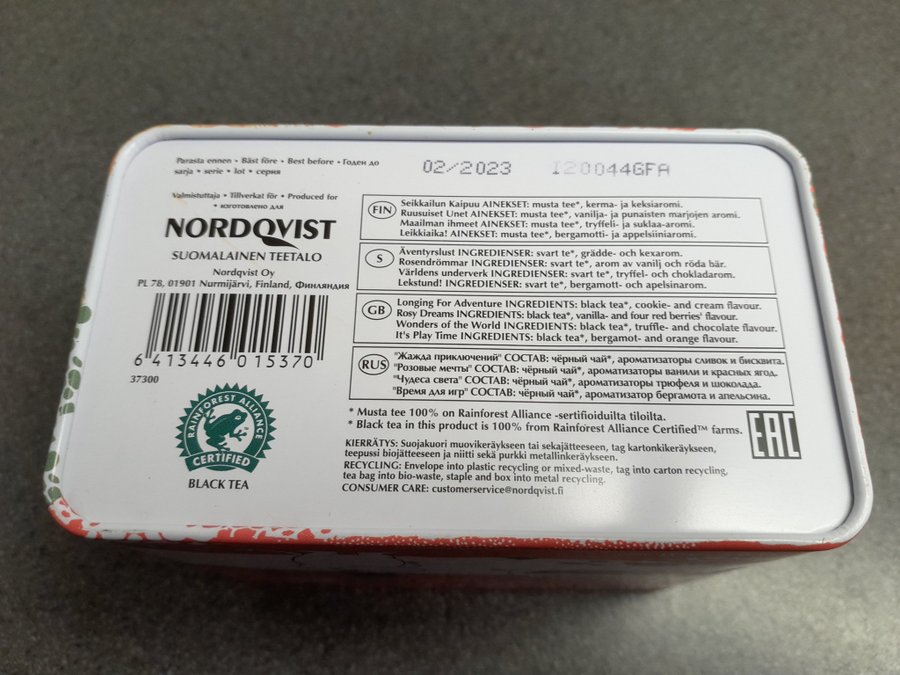 Parasta ennen • Bäst före • Best before • Годен до
sarja • serie • lot • серия
02/2023 I20044GFA
Valmistuttaja • Tillverkat för • Produced for
• изготовлено для
NORDQVIST
SUOMALAINEN TEETALO
Nordqvist Oy
PL 78, 01901 Nurmijärvi, Finland, Финляндия
6 413446 015370
37300
RAINFOREST ALLIANCE
CERTIFIED
BLACK TEA
FIN
Seikkailun Kaipuu AINEKSET: musta tee*, kerma- ja keksiaromi.
Ruusuiset Unet AINEKSET: musta tee*, vanilja- ja punaisten marjojen aromi.
Maailman ihmeet AINEKSET: musta tee*, tryffeli- ja suklaa-aromi.
Leikkiaika! AINEKSET: musta tee*, bergamotti- ja appelsiiniaromi.
S
Äventyrslust INGREDIENSER: svart te*, grädde- och kexarom.
Rosendrömmar INGREDIENSER: svart te*, arom av vanilj och röda bär.
Världens underverk INGREDIENSER: svart te*, tryffel- och chokladarom.
Lekstund! INGREDIENSER: svart te*, bergamott- och apelsinarom.
GB
Longing For Adventure INGREDIENTS: black tea*, cookie- and cream flavour.
Rosy Dreams INGREDIENTS: black tea*, vanilla- and four red berries' flavour.
Wonders of the World INGREDIENTS: black tea*, truffle- and chocolate flavour.
It's Play Time INGREDIENTS: black tea*, bergamot- and orange flavour.
RUS
"Жажда приключений" СОСТАВ: чёрный чай*, ароматизаторы сливок и бисквита.
"Розовые мечты" СОСТАВ: чёрный чай*, ароматизаторы ванили и красных ягод.
"Чудеса света" СОСТАВ: чёрный чай*, ароматизаторы трюфеля и шоколада.
"Время для игр" СОСТАВ: чёрный чай*, ароматизатор бергамота и апельсина.
* Musta tee 100% on Rainforest Alliance -sertifioiduilta tiloilta.
* Black tea in this product is 100% from Rainforest Alliance Certified™ farms.
EAC
KIERRÄTYS: Suojakuori muovikeräykseen tai sekajätteeseen, tag kartonkikeräykseen,
teepussi biojätteeseen ja niitti sekä purkki metallinkeräykseen.
RECYCLING: Envelope into plastic recycling or mixed-waste, tag into carton recycling,
tea bag into bio-waste, staple and box into metal recycling.
CONSUMER CARE: customerservice@nordqvist.fi